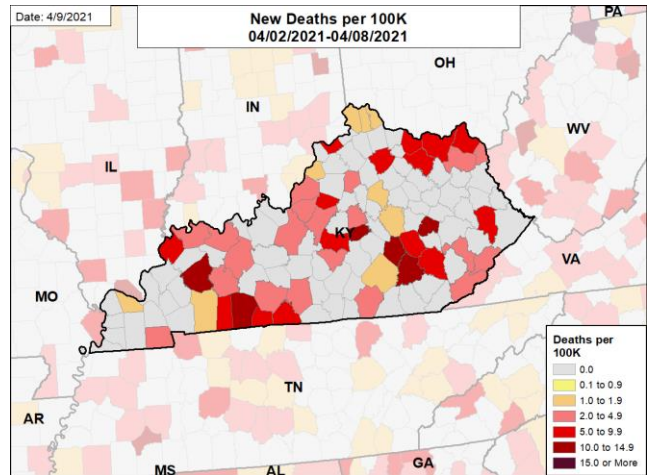 Date: 4/9/2021
New Deaths per 100K
04/02/2021-04/08/2021
PA
OH
IN
WV
IL
KY
VA
MO
TN
AR
MS
AL
GA
Deaths per
100K
0.0
0.1 to 0.9
1.0 to 1.9
2.0 to 4.9
5.0 to 9.9
10.0 to 14.9
15.0 or More